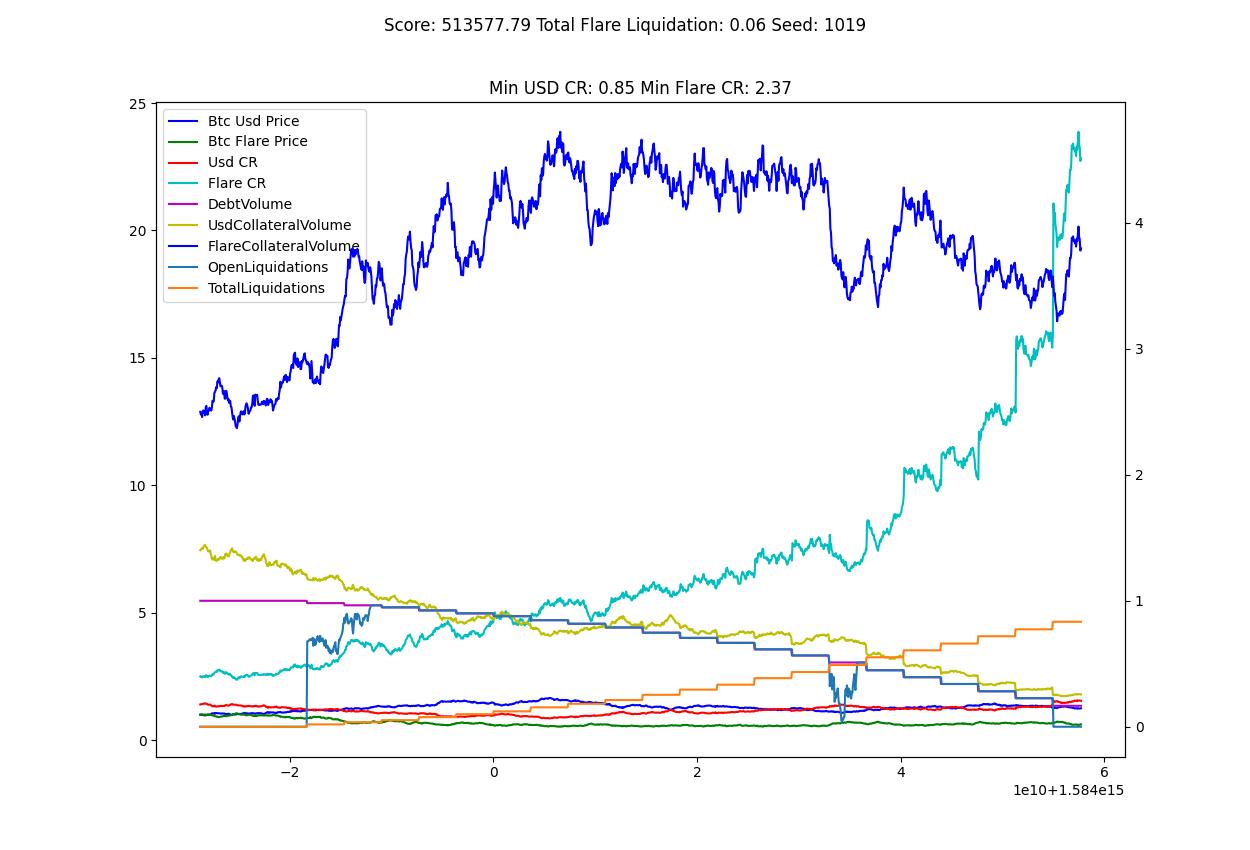 Score: 513577.79 Total Flare Liquidation: 0.06 Seed: 1019
Min USD CR: 0.85 Min Flare CR: 2.37
Btc Usd Price
Btc Flare Price
Usd CR
Flare CR
DebtVolume
UsdCollateralVolume
FlareCollateralVolume
OpenLiquidations
TotalLiquidations
25
20
15
10
5
0
4
3
2
1
0
−2
0
2
4
6
1e10+1.584e15